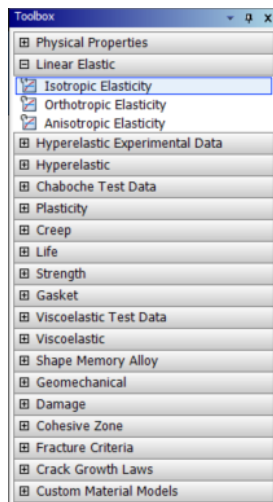 Toolbox
Physical Properties
Linear Elastic
Isotropic Elasticity
Orthotropic Elasticity
Anisotropic Elasticity
Hyperelastic Experimental Data
Hyperelastic
Chaboche Test Data
Plasticity
Creep
Life
Strength
Gasket
Viscoelastic Test Data
Viscoelastic
Shape Memory Alloy
Geomechanical
Damage
Cohesive Zone
Fracture Criteria
Crack Growth Laws
Custom Material Models